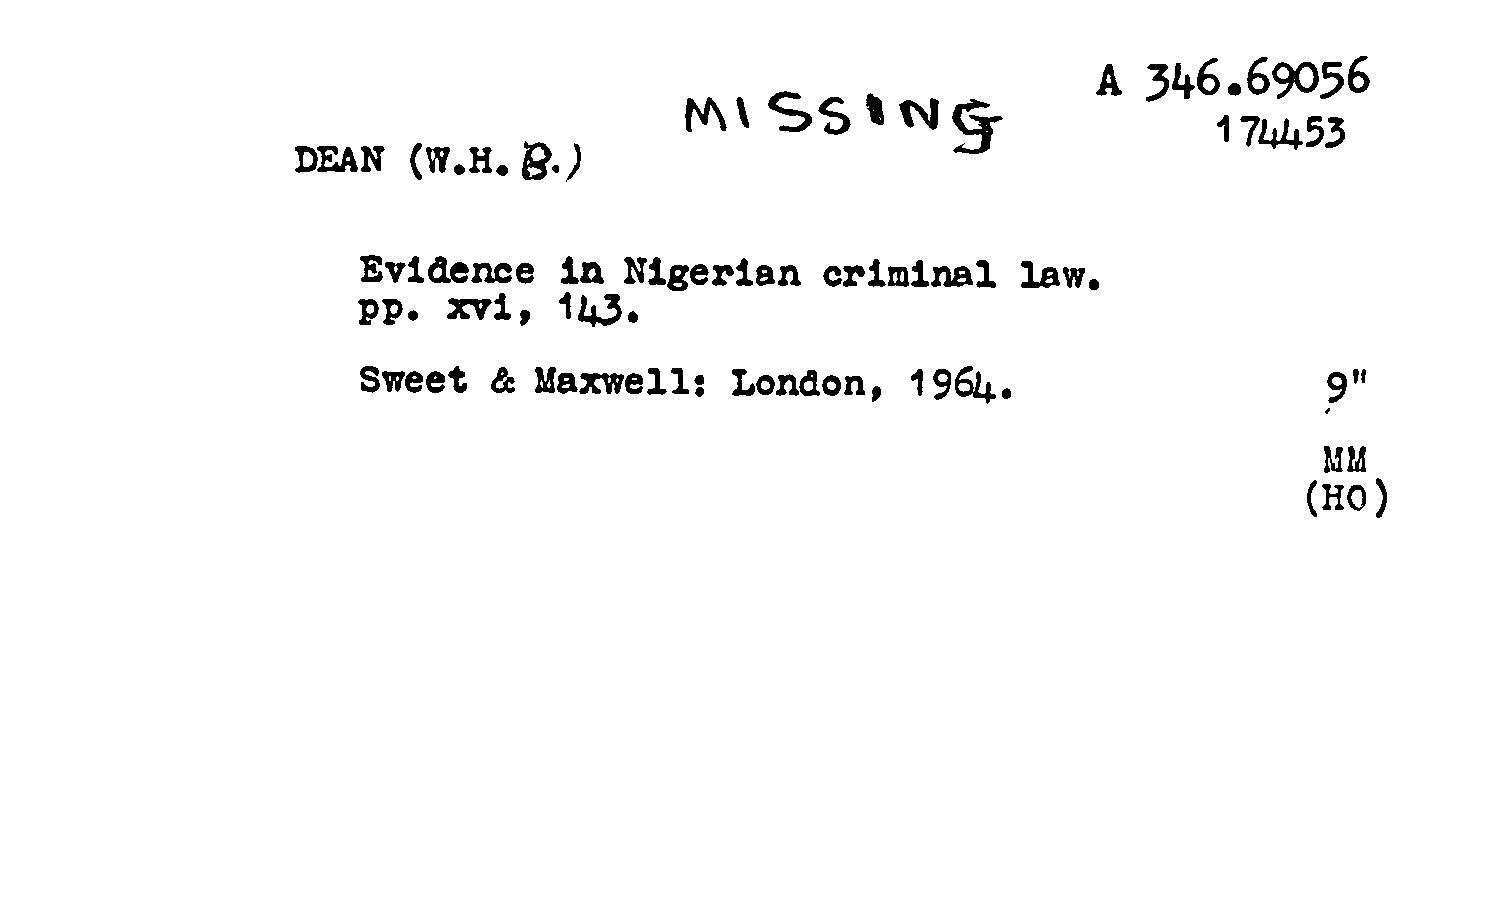 A 346.69056
MISSING
174453
DEAN (W.H.B.)
Evidence in Nigerian criminal law.
pp. xvi, 143.
Sweet & Maxwell: London, 1964. 9"
MM
(HO)